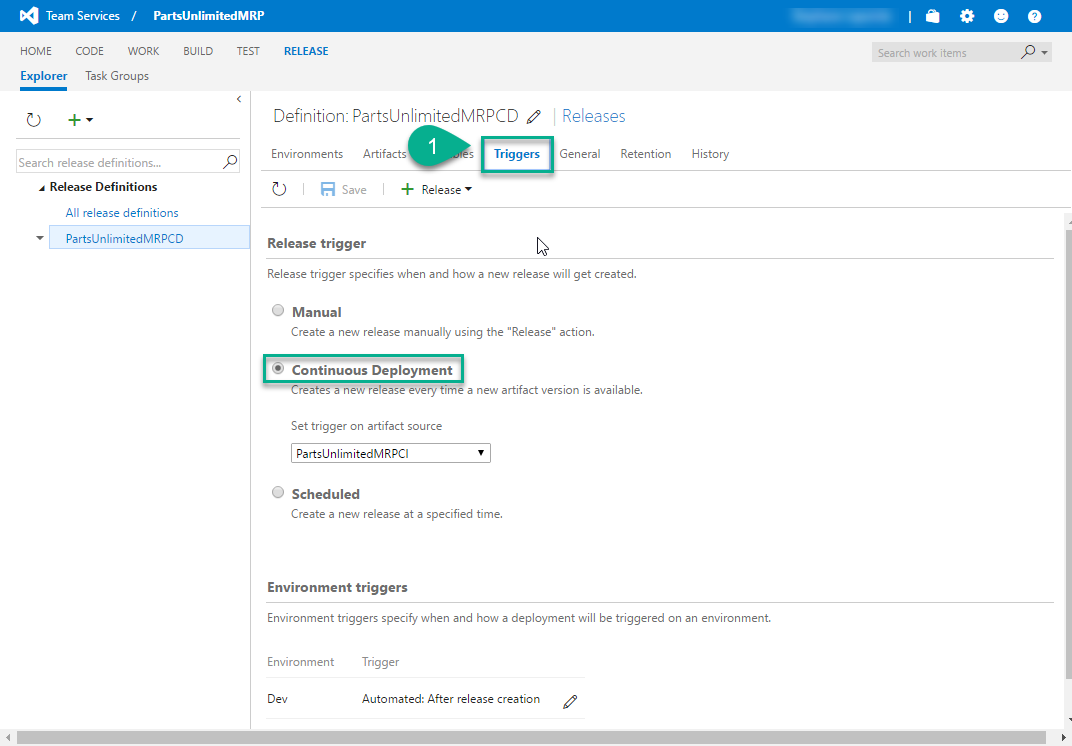 Team Services / PartsUnlimitedMRP |
HOME CODE WORK BUILD TEST RELEASE
Search work items
Explorer Task Groups
Definition: PartsUnlimitedMRPCD | Releases
Search release definitions...
Release Definitions
All release definitions
PartsUnlimitedMRPCD
1
Environments Artifacts Triggers General Retention History
Save Release
Release trigger
Release trigger specifies when and how a new release will get created.
Manual
Create a new release manually using the "Release" action.
Continuous Deployment
Creates a new release every time a new artifact version is available.
Set trigger on artifact source
PartsUnlimitedMRPCI
Scheduled
Create a new release at a specified time.
Environment triggers
Environment triggers specify when and how a deployment will be triggered on an environment.
Environment Trigger
Dev Automated: After release creation